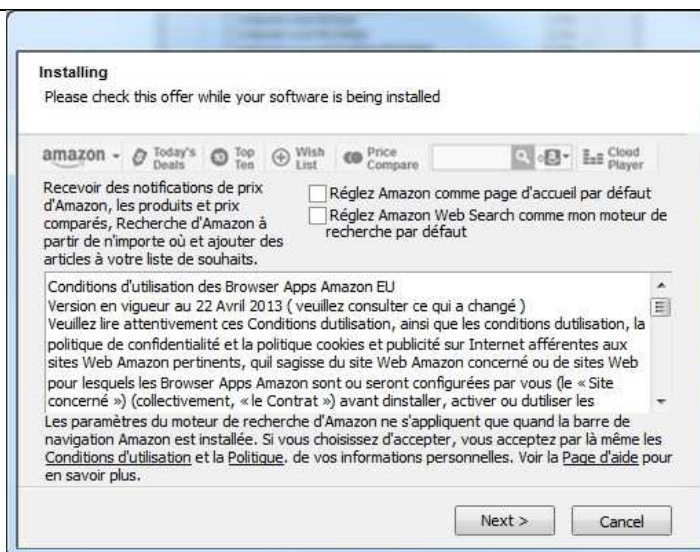 Installing
Please check this offer while your software is being installed
amazon Today's Deals Top Ten Wish List Price Compare Cloud Player
Recevoir des notifications de prix
d'Amazon, les produits et prix
comparés, Recherche d'Amazon à
partir de n'importe où et ajouter des
articles à votre liste de souhaits.
Réglez Amazon comme page d'accueil par défaut
Réglez Amazon Web Search comme mon moteur de
recherche par défaut
Conditions d'utilisation des Browser Apps Amazon EU
Version en vigueur au 22 Avril 2013 ( veuillez consulter ce qui a changé )
Veuillez lire attentivement ces Conditions dutilisation, ainsi que les conditions dutilisation, la
politique de confidentialité et la politique cookies et publicité sur Internet afférentes aux
sites Web Amazon pertinents, quil sagisse du site Web Amazon concerné ou de sites Web
pour lesquels les Browser Apps Amazon sont ou seront configurées par vous (le « Site
concerné ») (collectivement, « le Contrat ») avant dinstaller, activer ou dutiliser les
Les paramètres du moteur de recherche d'Amazon ne s'appliquent que quand la barre de
navigation Amazon est installée. Si vous choisissez d'accepter, vous acceptez par là même les
Conditions d'utilisation et la Politique. de vos informations personnelles. Voir la Page d'aide pour
en savoir plus.
Next >
Cancel